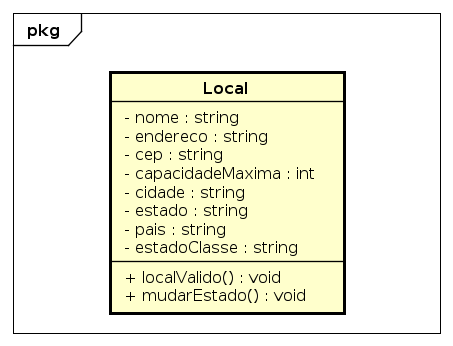 pkg
Local
- nome : string
- endereco : string
- cep : string
- capacidadeMaxima : int
- cidade : string
- estado : string
- pais : string
- estadoClasse : string
+ localValido() : void
+ mudarEstado() : void